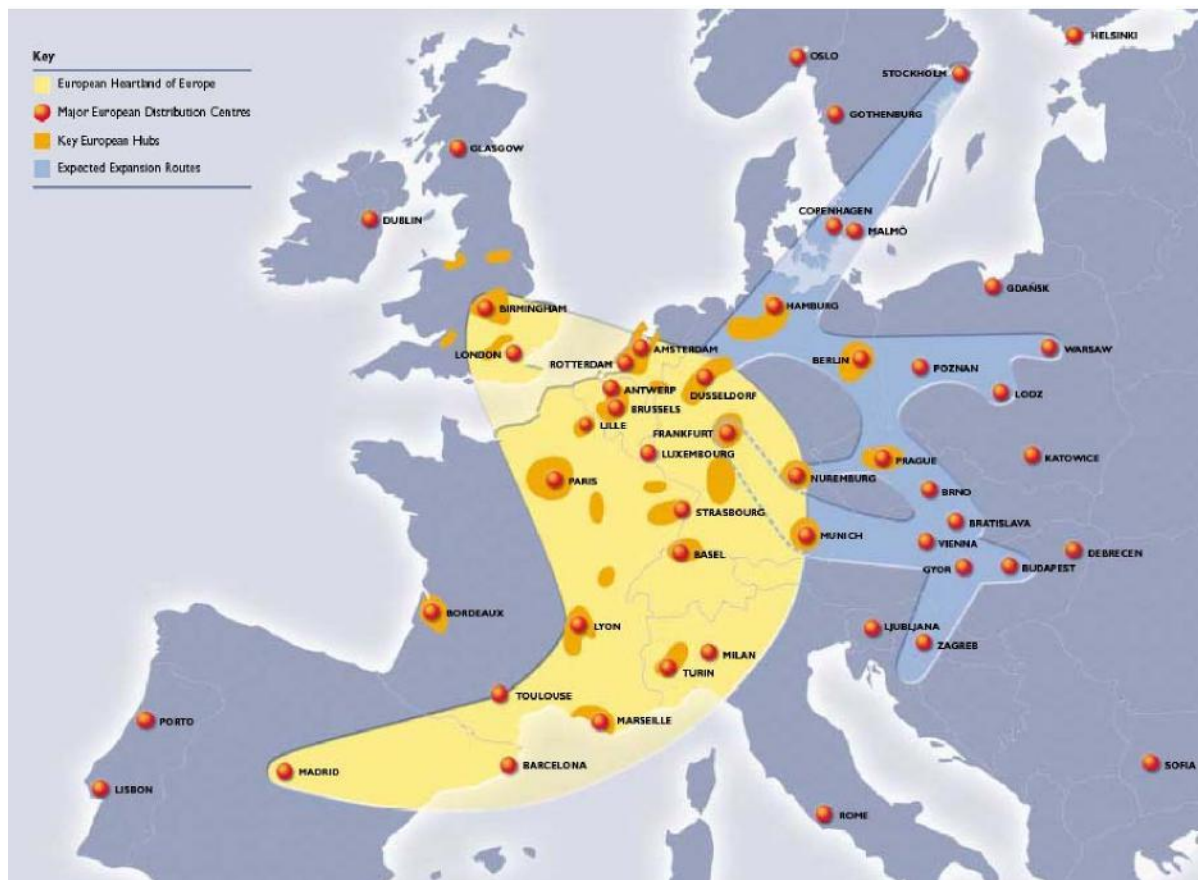 Key
European Heartland of Europe
Major European Distribution Centres
Key European Hubs
Expected Expansion Routes
HELSINKI
OSLO
STOCKHOLM
GOTHENBURG
GLASGOW
DUBLIN
COPENHAGEN
MALMÖ
GDAŃSK
BIRMINGHAM
HAMBURG
LONDON
AMSTERDAM
ROTTERDAM
WARSAW
BERLIN
POZNAN
ANTWERP
DUSSELDORF
LODZ
BRUSSELS
LILLE
FRANKFURT
LUXEMBOURG
PRAGUE
KATOWICE
PARIS
NUREMBURG
BRNO
STRASBOURG
BRATISLAVA
MUNICH
VIENNA
BASEL
DEBRECEN
GYOR
BUDAPEST
BORDEAUX
LYON
LJUBLJANA
ZAGREB
MILAN
TURIN
TOULOUSE
PORTO
MARSEILLE
MADRID
BARCELONA
SOFIA
LISBON
ROME